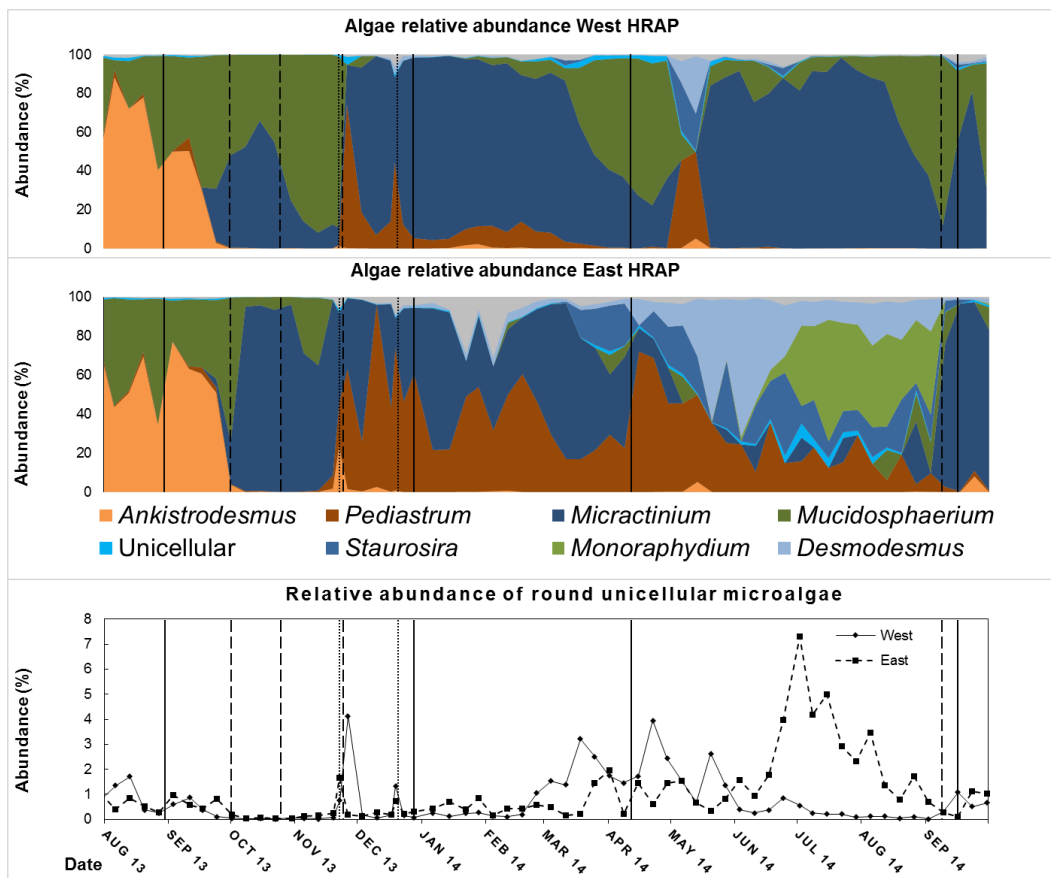 Algae relative abundance West HRAP
Abundance (%)
100
80
60
40
20
0
Algae relative abundance East HRAP
Abundance (%)
100
80
60
40
20
0
Ankistrodesmus Pediastrum Micractinium Mucidosphaerium
Unicellular Staurosira Monoraphydium Desmodesmus
Relative abundance of round unicellular microalgae
Abundance (%)
8
7
6
5
4
3
2
1
0
West
East
AUG 13 SEP 13 OCT 13 NOV 13 DEC 13 JAN 14 FEB 14 MAR 14 APR 14 MAY 14 JUN 14 JUL 14 AUG 14 SEP 14
Date